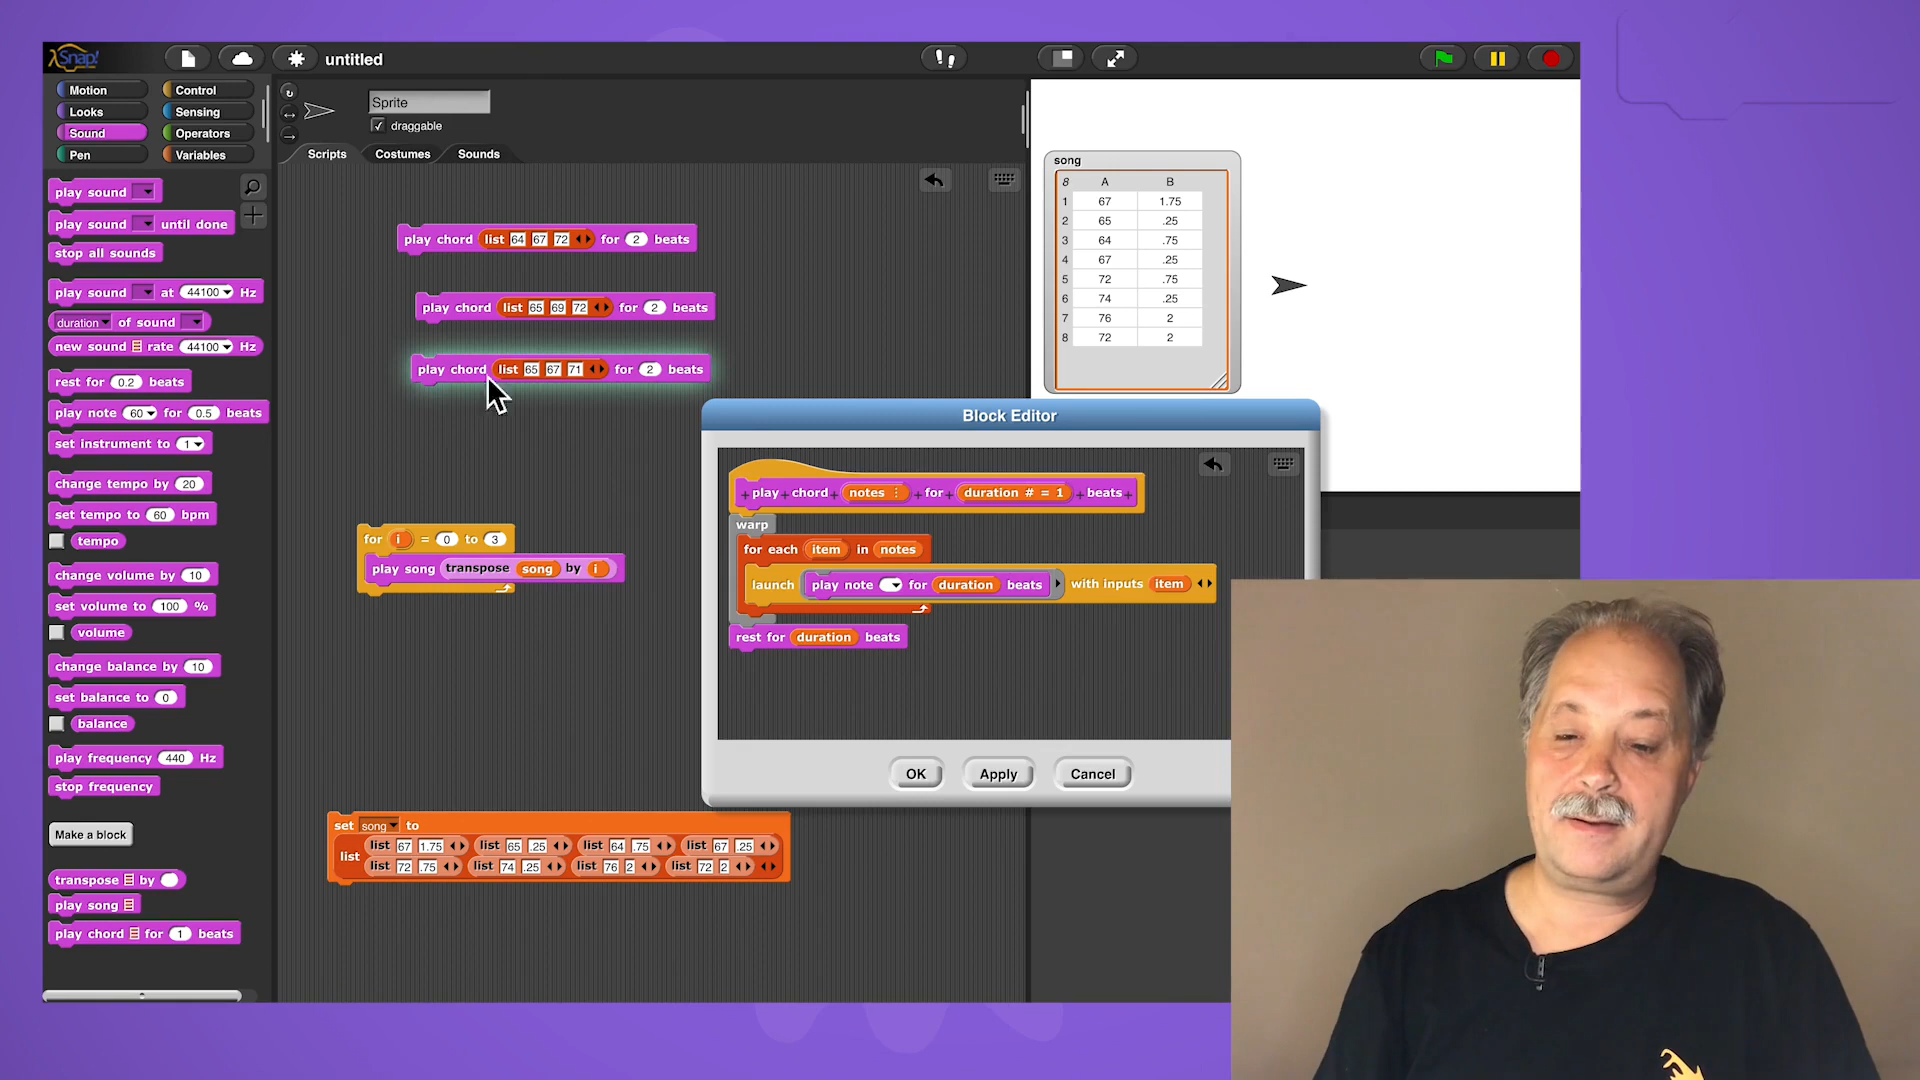 Snap!
untitled
Motion
Control
Looks
Sensing
Sound
Operators
Pen
Variables
Sprite
draggable
Scripts
Costumes
Sounds
play sound
play sound until done
stop all sounds
play sound at 44100 Hz
duration of sound
new sound rate 44100 Hz
rest for 0.2 beats
play note 60 for 0.5 beats
set instrument to 1
change tempo by 20
set tempo to 60 bpm
tempo
change volume by 10
set volume to 100 %
volume
change balance by 10
set balance to 0
balance
play frequency 440 Hz
stop frequency
Make a block
transpose by
play song
play chord for 1 beats
play chord list 64 67 72 for 2 beats
play chord list 65 69 72 for 2 beats
play chord list 65 67 71 for 2 beats
for i = 0 to 3
play song transpose song by i
set song to
list list 67 1.75 list 65 .25 list 64 .75 list 67 .25
list 72 .75 list 74 .25 list 76 2 list 72 2
song
8 A B
1 67 1.75
2 65 .25
3 64 .75
4 67 .25
5 72 .75
6 74 .25
7 76 2
8 72 2
Block Editor
+ play + chord + notes ⋮ + for + duration # = 1 + beats +
warp
for each item in notes
launch play note for duration beats with inputs item
rest for duration beats
OK
Apply
Cancel